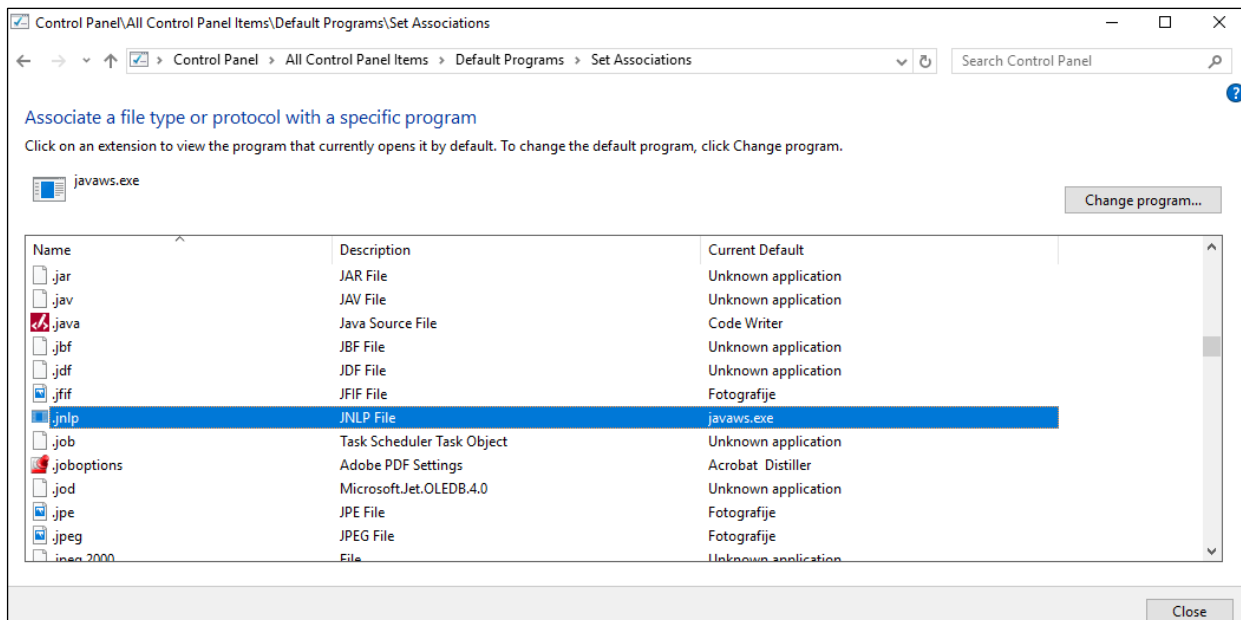 Control Panel\All Control Panel Items\Default Programs\Set Associations
Control Panel > All Control Panel Items > Default Programs > Set Associations
Search Control Panel
?
Associate a file type or protocol with a specific program
Click on an extension to view the program that currently opens it by default. To change the default program, click Change program.
javaws.exe
Change program...
Name Description Current Default
.jar JAR File Unknown application
.jav JAV File Unknown application
.java Java Source File Code Writer
.jbf JBF File Unknown application
.jdf JDF File Unknown application
.jfif JFIF File Fotografije
.jnlp JNLP File javaws.exe
.job Task Scheduler Task Object Unknown application
.joboptions Adobe PDF Settings Acrobat Distiller
.jod Microsoft.Jet.OLEDB.4.0 Unknown application
.jpe JPE File Fotografije
.jpeg JPEG File Fotografije
.jpeg 2000 File Unknown application
Close